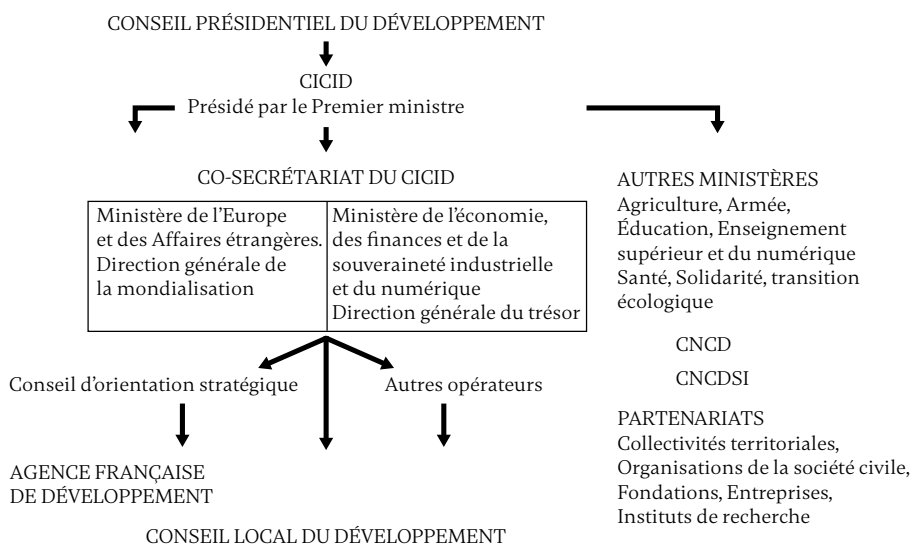 CONSEIL PRÉSIDENTIEL DU DÉVELOPPEMENT
CICID
Présidé par le Premier ministre
CO-SECRÉTARIAT DU CICID
Ministère de l'Europe
et des Affaires étrangères.
Direction générale de
la mondialisation
Ministère de l'économie,
des finances et de la
souveraineté industrielle
et du numérique
Direction générale du trésor
AUTRES MINISTÈRES
Agriculture, Armée,
Éducation, Enseignement
supérieur et du numérique
Santé, Solidarité, transition
écologique
CNCD
CNCDSI
PARTENARIATS
Collectivités territoriales,
Organisations de la société civile,
Fondations, Entreprises,
Instituts de recherche
Conseil d'orientation stratégique
Autres opérateurs
AGENCE FRANÇAISE
DE DÉVELOPPEMENT
CONSEIL LOCAL DU DÉVELOPPEMENT